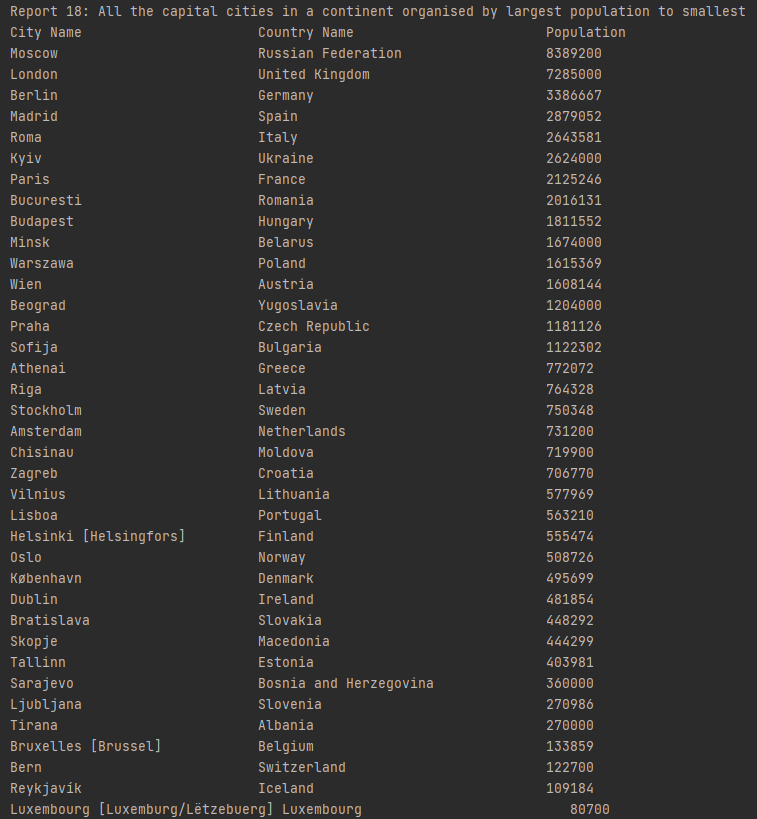 Report 18: All the capital cities in a continent organised by largest population to smallest
City Name Country Name Population
Moscow Russian Federation 8389200
London United Kingdom 7285000
Berlin Germany 3386667
Madrid Spain 2879052
Roma Italy 2643581
Kyiv Ukraine 2624000
Paris France 2125246
Bucuresti Romania 2016131
Budapest Hungary 1811552
Minsk Belarus 1674000
Warszawa Poland 1615369
Wien Austria 1608144
Beograd Yugoslavia 1204000
Praha Czech Republic 1181126
Sofija Bulgaria 1122302
Athenai Greece 772072
Riga Latvia 764328
Stockholm Sweden 750348
Amsterdam Netherlands 731200
Chisinau Moldova 719900
Zagreb Croatia 706770
Vilnius Lithuania 577969
Lisboa Portugal 563210
Helsinki [Helsingfors] Finland 555474
Oslo Norway 508726
København Denmark 495699
Dublin Ireland 481854
Bratislava Slovakia 448292
Skopje Macedonia 444299
Tallinn Estonia 403981
Sarajevo Bosnia and Herzegovina 360000
Ljubljana Slovenia 270986
Tirana Albania 270000
Bruxelles [Brussel] Belgium 133859
Bern Switzerland 122700
Reykjavík Iceland 109184
Luxembourg [Luxemburg/Lëtzebuerg] Luxembourg 80700